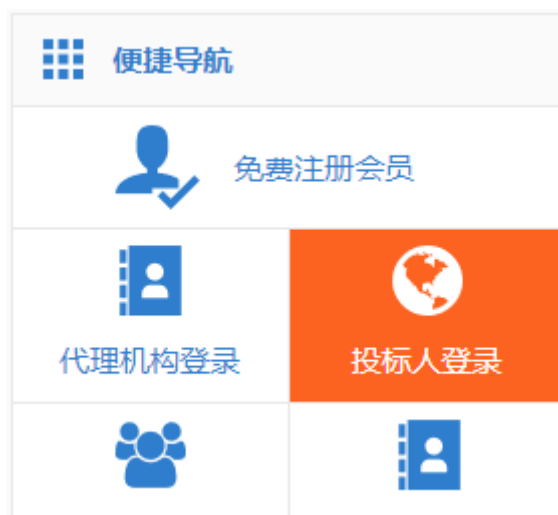 便捷导航
免费注册会员
代理机构登录
投标人登录